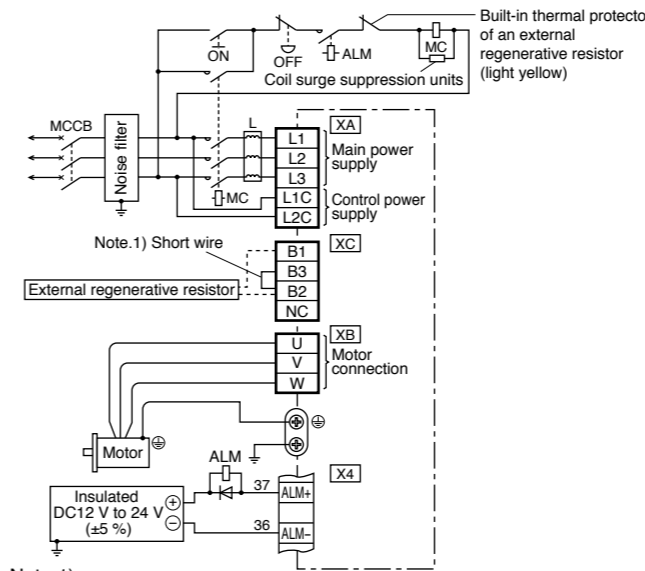 Built-in thermal protecto
of an external
regenerative resistor
(light yellow)
ON
OFF
ALM
MC
Coil surge suppression units
MCCB
Noise filter
L
MC
XA
L1
L2
L3
Main power
supply
L1C
L2C
Control power
supply
Note.1) Short wire
XC
B1
B3
B2
NC
External regenerative resistor
XB
U
V
W
Motor
connection
Motor
ALM
X4
Insulated
DC12 V to 24 V
(±5 %)
+
−
37
ALM+
36
ALM−